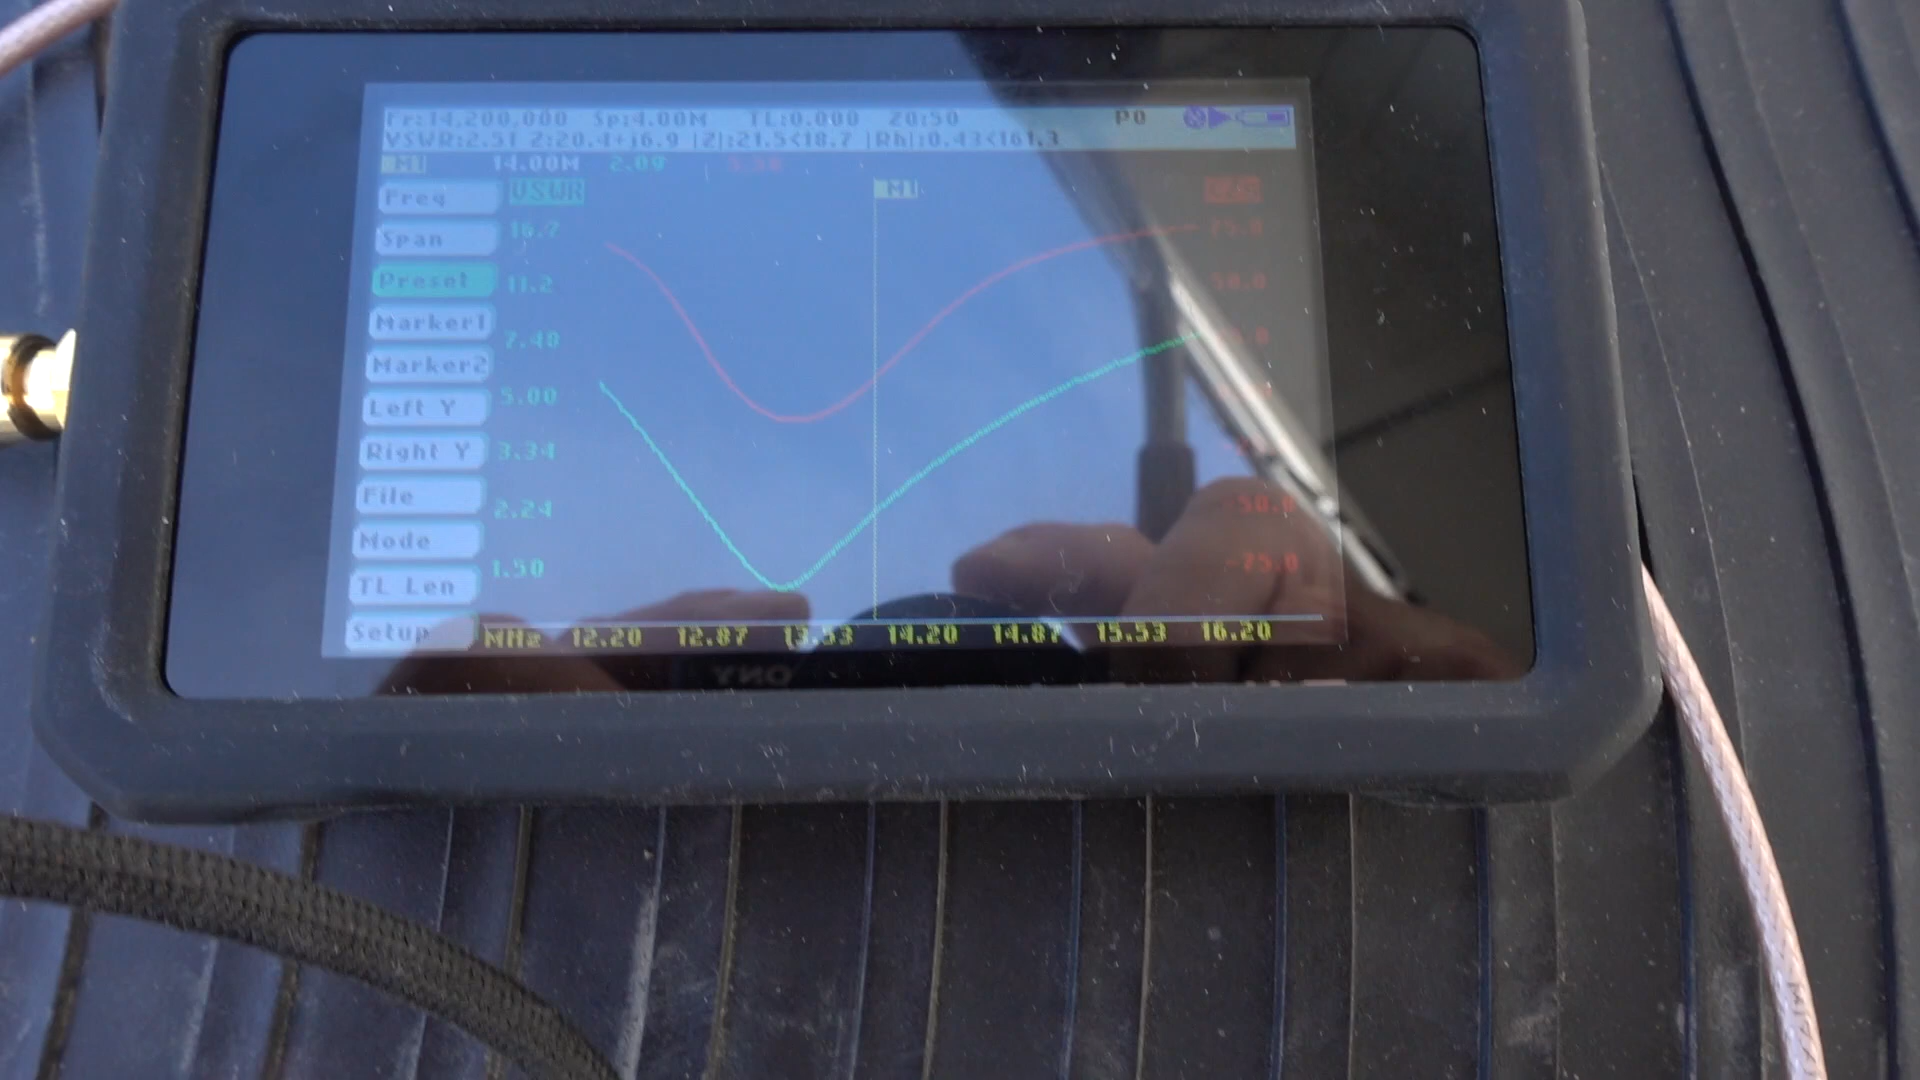 Fr:14,200,000 Sp:4.00M TL:0.000 Z0:50 P0
VSWR:2.51 Z:20.4+j6.9 |Z|:21.5<18.7 |Rh|:0.43<161.3
M1 14.00M 2.09
Freq VSWR M1
Span 16.7 75.0
Preset 11.2 50.0
Marker1 7.40
Marker2
Left Y 5.00
Right Y 3.34
File 2.24 -50.0
Mode
TL Len 1.50 -75.0
Setup MHz 12.20 12.87 13.53 14.20 14.87 15.53 16.20